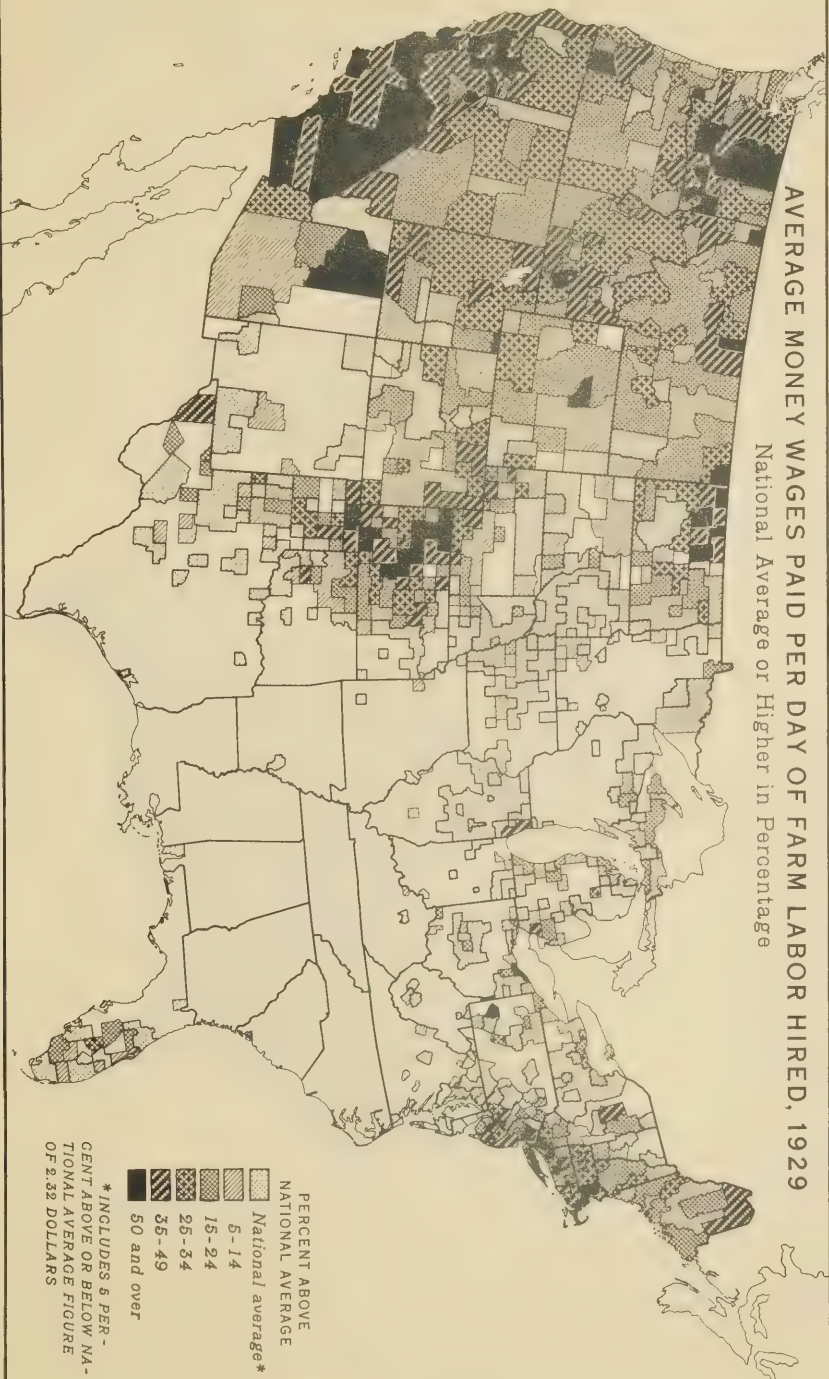 AVERAGE MONEY WAGES PAID PER DAY OF FARM LABOR HIRED, 1929
National Average or Higher in Percentage
PERCENT ABOVE
NATIONAL AVERAGE
National average*
5-14
15-24
25-34
35-49
50 and over
*INCLUDES 5 PER-
CENT ABOVE OR BELOW NA-
TIONAL AVERAGE FIGURE
OF 2.32 DOLLARS